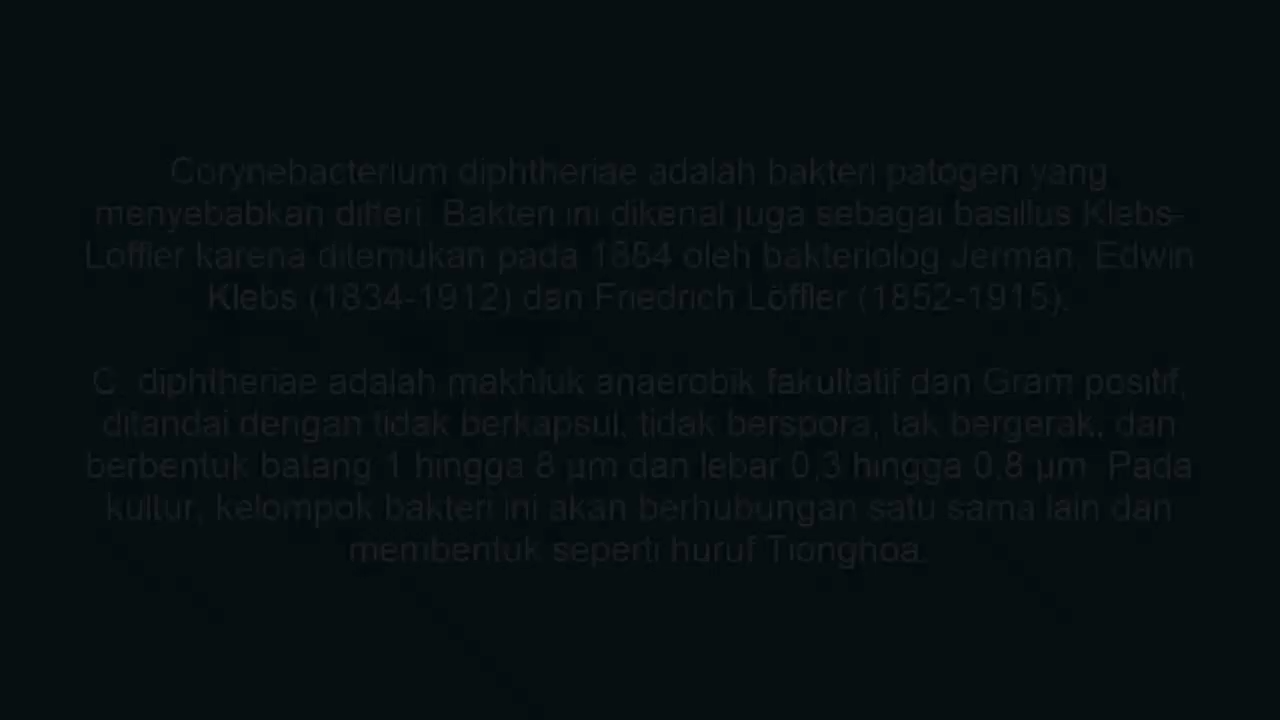 Corynebacterium diphtheriae adalah bakteri patogen yang
menyebabkan difteri. Bakteri ini dikenal juga sebagai basillus Klebs-
Löffler karena ditemukan pada 1884 oleh bakteriolog Jerman, Edwin
Klebs (1834-1912) dan Friedrich Löffler (1852-1915).
C. diphtheriae adalah makhluk anaerobik fakultatif dan Gram positif,
ditandai dengan tidak berkapsul, tidak berspora, tak bergerak, dan
berbentuk batang 1 hingga 8 µm dan lebar 0,3 hingga 0,8 µm. Pada
kultur, kelompok bakteri ini akan berhubungan satu sama lain dan
membentuk seperti huruf Tionghoa.